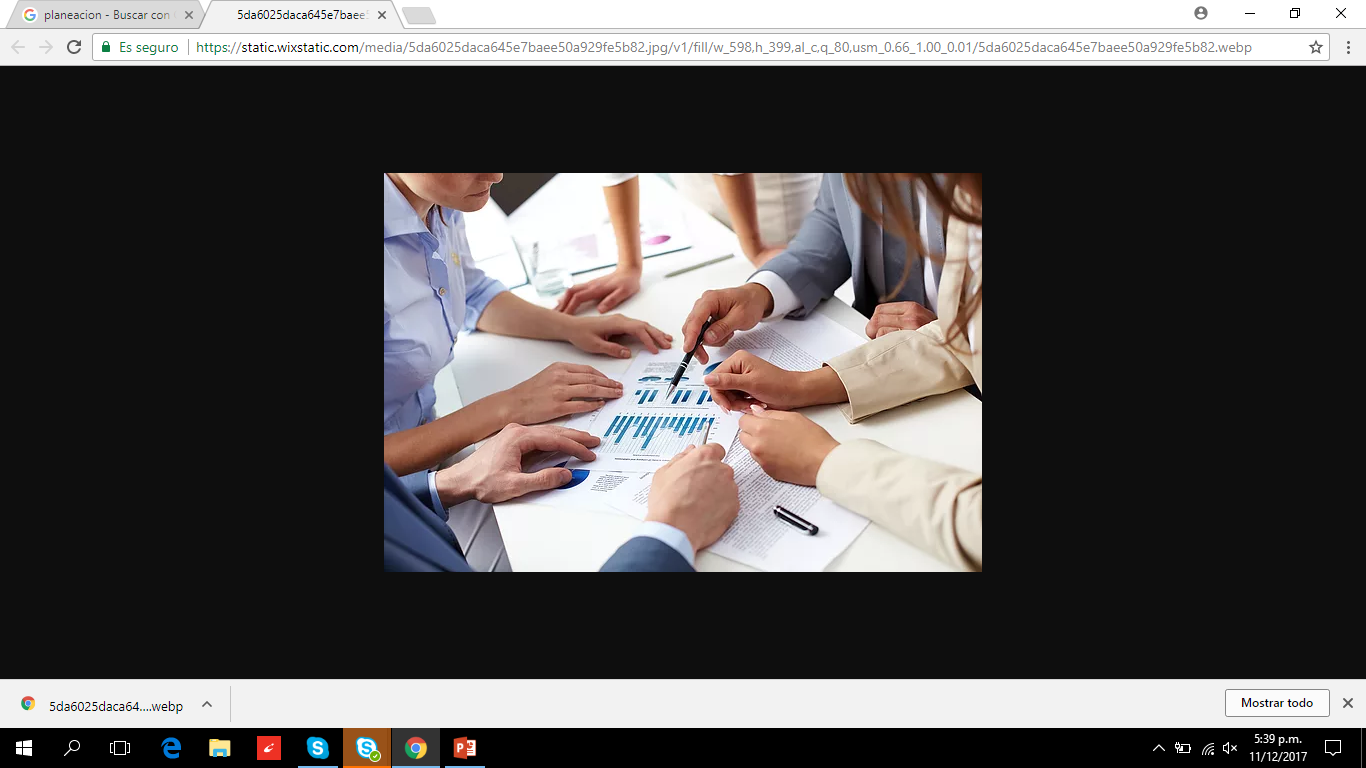 planeacion - Buscar con
5da6025daca645e7baee5
Es seguro
https://static.wixstatic.com/media/5da6025daca645e7baee50a929fe5b82.jpg/v1/fill/w_598,h_399,al_c,q_80,usm_0.66_1.00_0.01/5da6025daca645e7baee50a929fe5b82.webp
5da6025daca64....webp
Mostrar todo
5:39 p.m.
11/12/2017